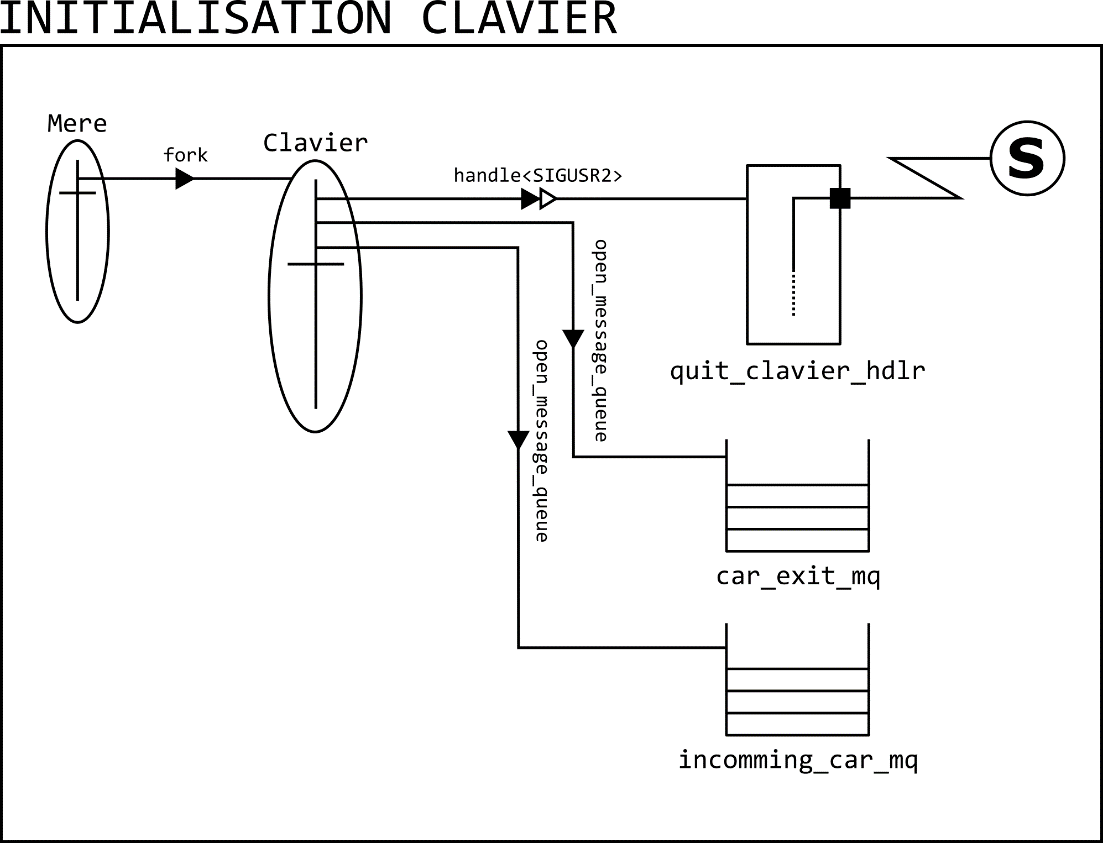 INITIALISATION CLAVIER
Mere
fork
Clavier
handle<SIGUSR2>
S
open_message_queue
open_message_queue
quit_clavier_hdlr
car_exit_mq
incomming_car_mq